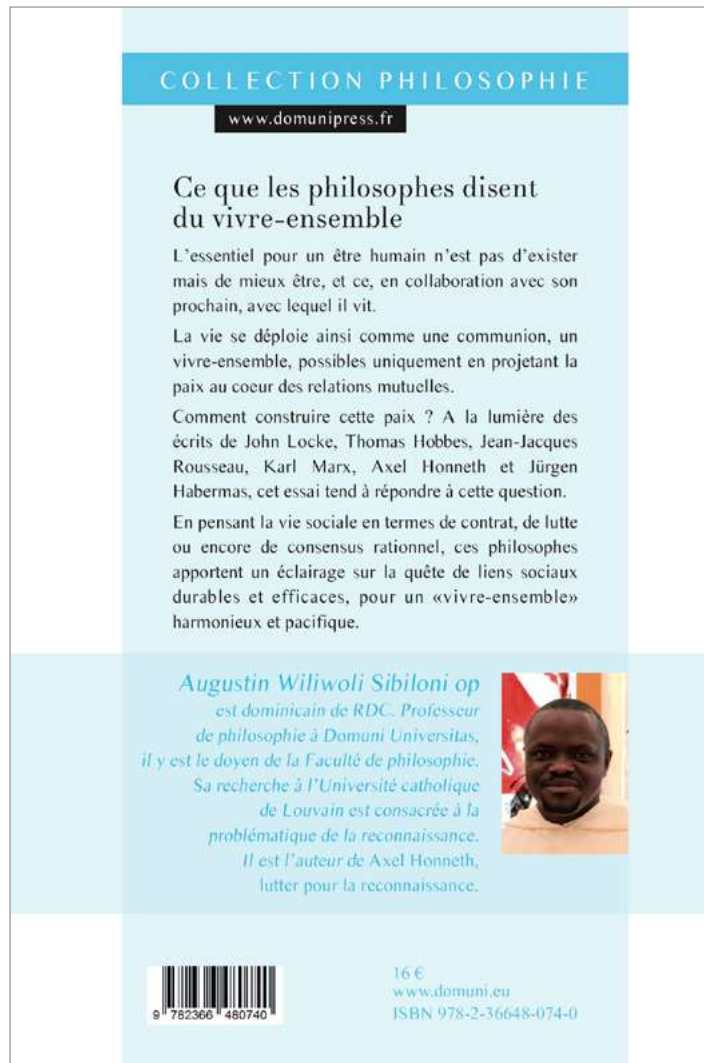 COLLECTION PHILOSOPHIE
www.domunipress.fr
Ce que les philosophes disent
du vivre-ensemble
L'essentiel pour un être humain n'est pas d'exister
mais de mieux être, et ce, en collaboration avec son
prochain, avec lequel il vit.
La vie se déploie ainsi comme une communion, un
vivre-ensemble, possibles uniquement en projetant la
paix au coeur des relations mutuelles.
Comment construire cette paix ? A la lumière des
écrits de John Locke, Thomas Hobbes, Jean-Jacques
Rousseau, Karl Marx, Axel Honneth et Jürgen
Habermas, cet essai tend à répondre à cette question.
En pensant la vie sociale en termes de contrat, de lutte
ou encore de consensus rationnel, ces philosophes
apportent un éclairage sur la quête de liens sociaux
durables et efficaces, pour un «vivre-ensemble»
harmonieux et pacifique.
Augustin Wiliwoli Sibiloni op
est dominicain de RDC. Professeur
de philosophie à Domuni Universitas,
il y est le doyen de la Faculté de philosophie.
Sa recherche à l'Université catholique
de Louvain est consacrée à la
problématique de la reconnaissance.
Il est l'auteur de Axel Honneth,
lutter pour la reconnaissance.
16 €
www.domuni.eu
ISBN 978-2-36648-074-0
9 782366 480740